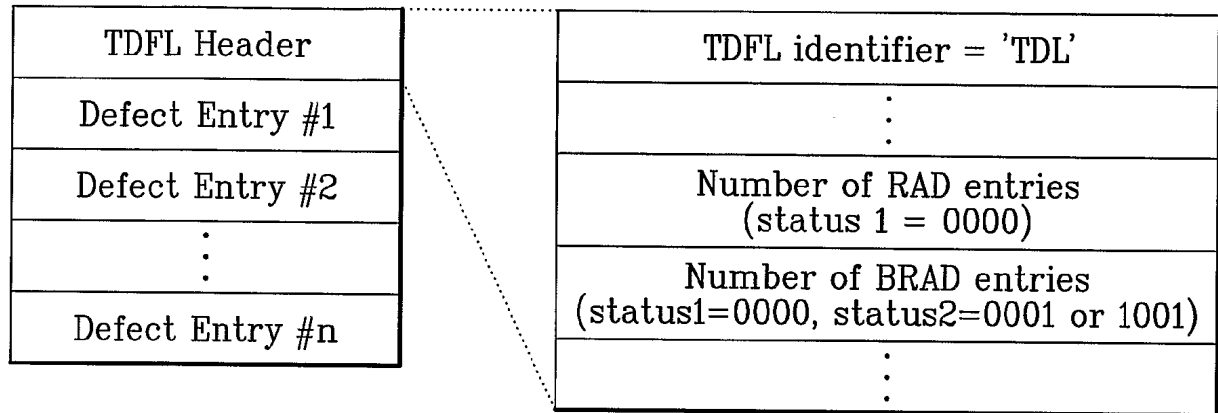 TDFL Header
Defect Entry #1
Defect Entry #2
Defect Entry #n
TDFL identifier = 'TDL'
Number of RAD entries
(status 1 = 0000)
Number of BRAD entries
(status1=0000, status2=0001 or 1001)